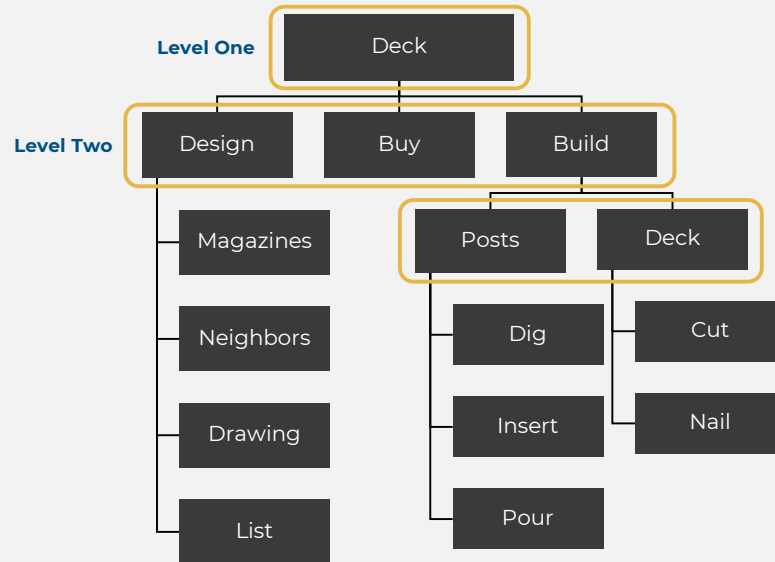 Level One
Deck
Level Two
Design
Buy
Build
Magazines
Neighbors
Drawing
List
Posts
Deck
Dig
Insert
Pour
Cut
Nail